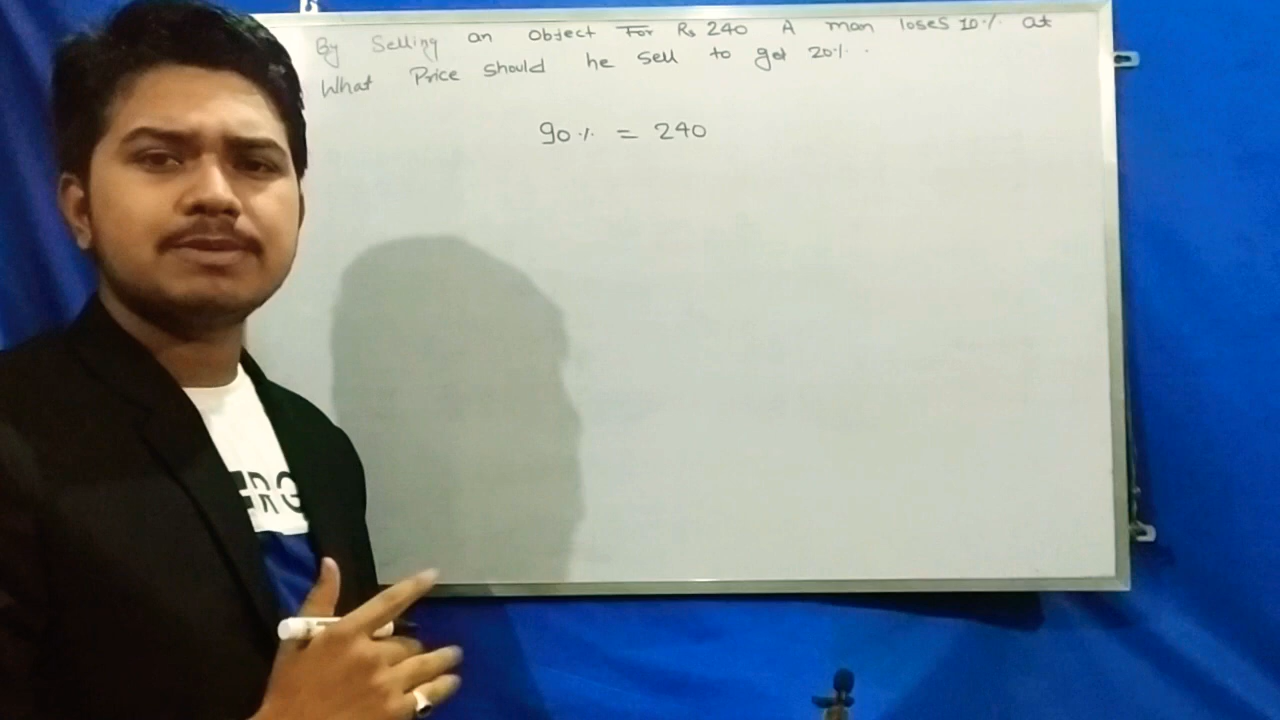 By Selling an object For Rs 240 A man loses 10% at
What Price should he sell to get 20%.
90% = 240
ERG